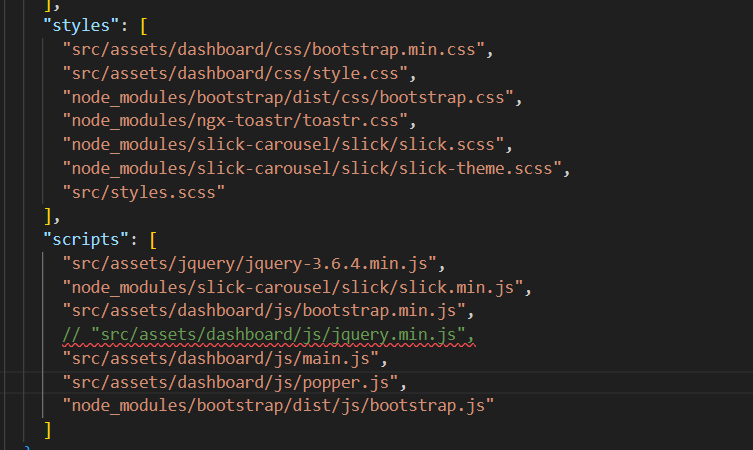 ],
"styles": [
"src/assets/dashboard/css/bootstrap.min.css",
"src/assets/dashboard/css/style.css",
"node_modules/bootstrap/dist/css/bootstrap.css",
"node_modules/ngx-toastr/toastr.css",
"node_modules/slick-carousel/slick/slick.scss",
"node_modules/slick-carousel/slick/slick-theme.scss",
"src/styles.scss"
],
"scripts": [
"src/assets/jquery/jquery-3.6.4.min.js",
"node_modules/slick-carousel/slick/slick.min.js",
"src/assets/dashboard/js/bootstrap.min.js",
// "src/assets/dashboard/js/jquery.min.js",
"src/assets/dashboard/js/main.js",
"src/assets/dashboard/js/popper.js",
"node_modules/bootstrap/dist/js/bootstrap.js"
]